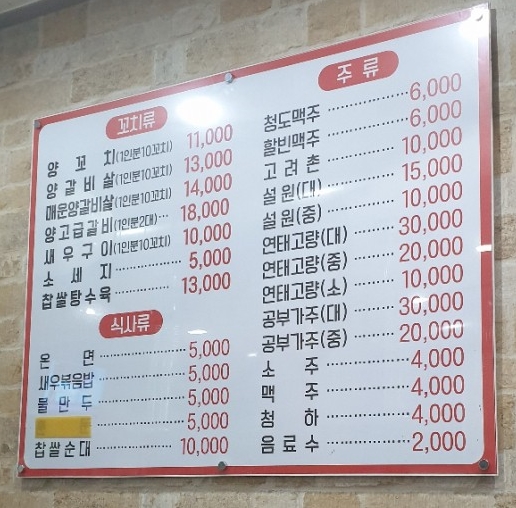 꼬치류
양 꼬 치(1인분10꼬치) 11,000
양 갈 비 살(1인분10꼬치) 13,000
매운양갈비살(1인분10꼬치) 14,000
양고급갈비(1인분2대)··· 18,000
새 우 구 이(1인분10꼬치) 10,000
소 세 지 ··············· 5,000
찹쌀탕수육 ··············· 13,000
식사류
온 면 ··············· 5,000
새우볶음밥 ··············· 5,000
물 만 두 ··············· 5,000
··············· 5,000
찹쌀순대 ··············· 10,000
주 류
청도맥주 ··············· 6,000
할빈맥주 ··············· 6,000
고 려 촌 ··············· 10,000
설 원(대) ··············· 15,000
설 원(중) ··············· 10,000
연태고량(대) ··············· 30,000
연태고량(중) ··············· 20,000
연태고량(소) ··············· 10,000
공부가주(대) ··············· 30,000
공부가주(중) ··············· 20,000
소 주 ··············· 4,000
맥 주 ··············· 4,000
청 하 ··············· 4,000
음 료 수 ··············· 2,000